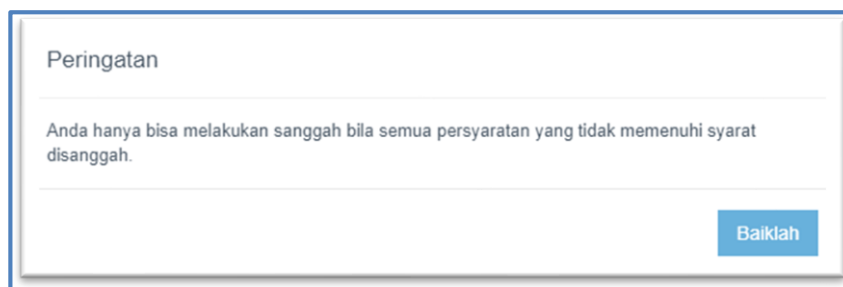 Peringatan
Anda hanya bisa melakukan sanggah bila semua persyaratan yang tidak memenuhi syarat
disanggah.
Baiklah